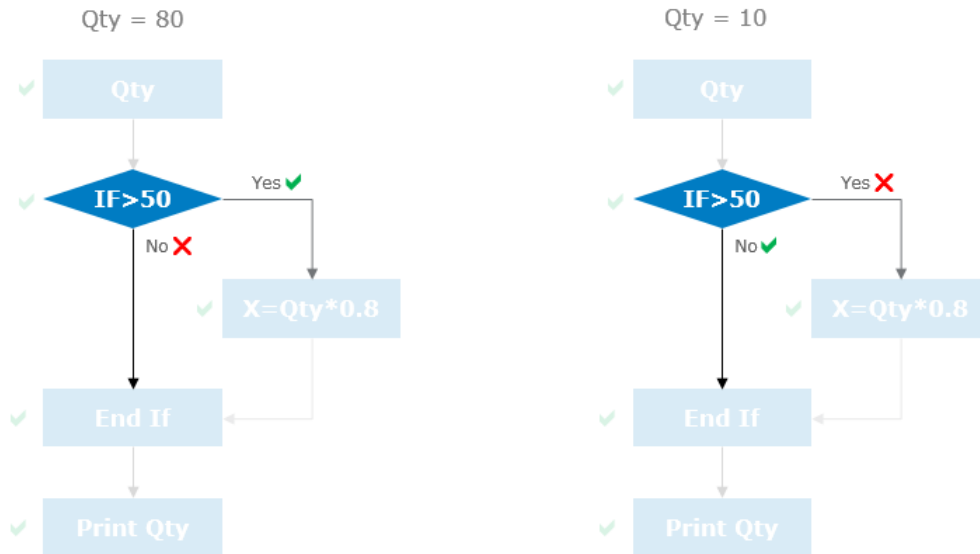 Qty = 80
Qty
IF>50
Yes
No
X=Qty*0.8
End If
Print Qty
Qty = 10
Qty
IF>50
Yes
No
X=Qty*0.8
End If
Print Qty